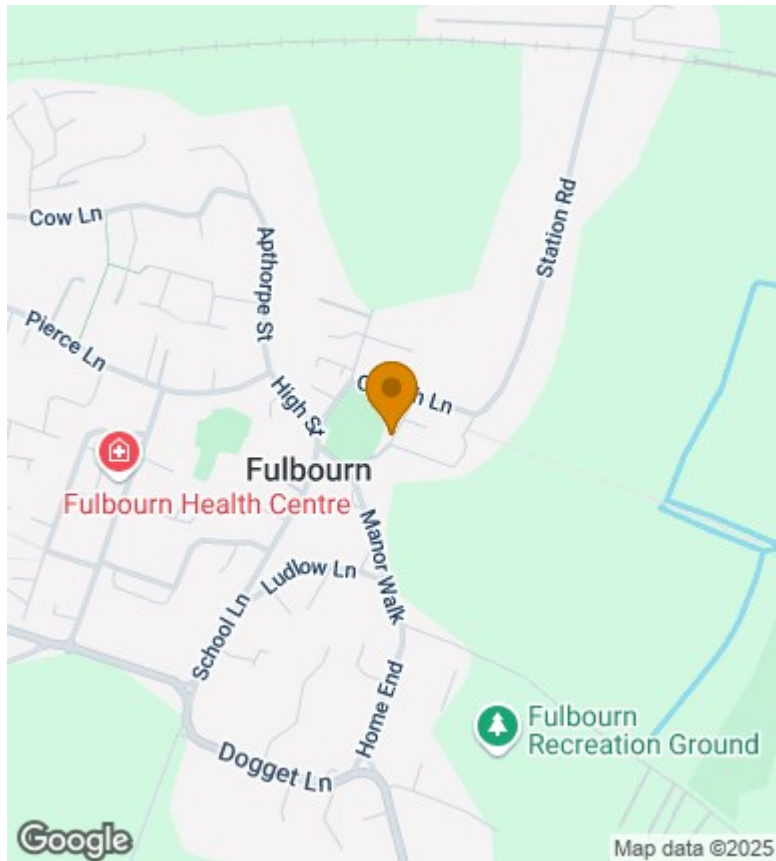 Cow Ln
Apthorpe St
Station Rd
Pierce Ln
High St
Ln
Fulbourn
Fulbourn Health Centre
Manor Walk
Ludlow Ln
School Ln
Home End
Fulbourn
Recreation Ground
Dogget Ln
Google
Map data ©2025